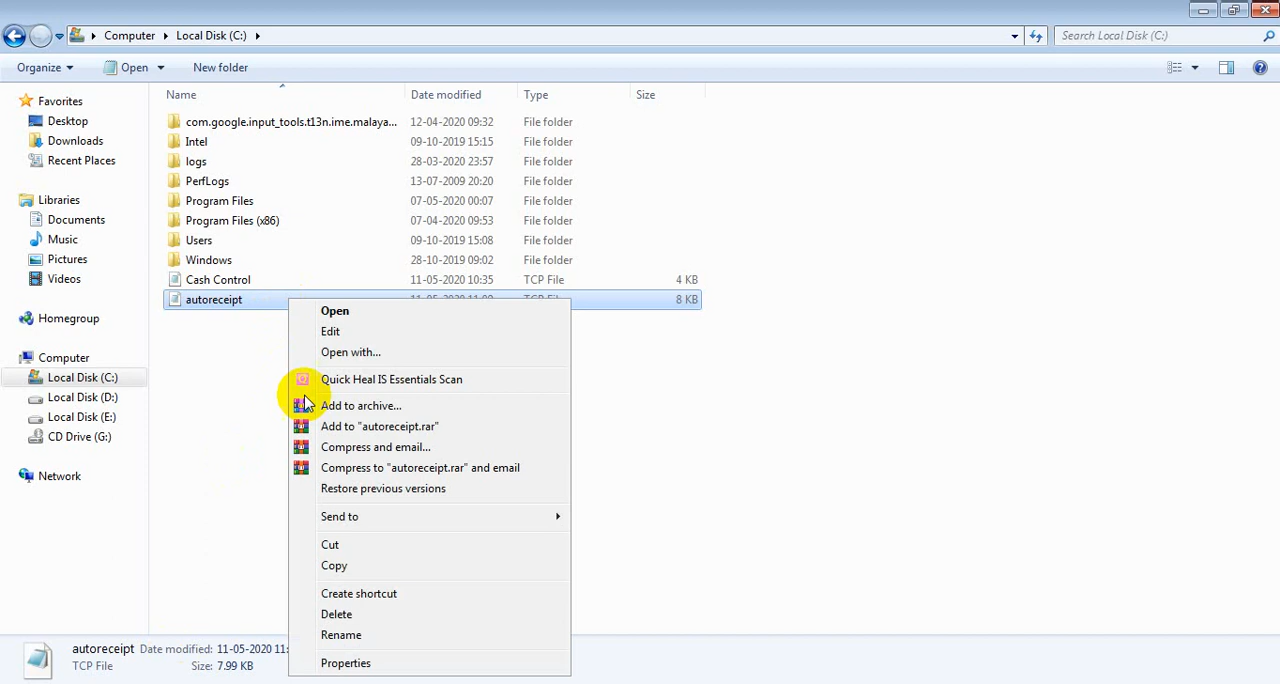 Computer Local Disk (C:) Search Local Disk (C:)
Organize Open New folder
Name Date modified Type Size
Favorites
Desktop
Downloads
Recent Places
Libraries
Documents
Music
Pictures
Videos
Homegroup
Computer
Local Disk (C:)
Local Disk (D:)
Local Disk (E:)
CD Drive (G:)
Network
com.google.input_tools.t13n.ime.malaya... 12-04-2020 09:32 File folder
Intel 09-10-2019 15:15 File folder
logs 28-03-2020 23:57 File folder
PerfLogs 13-07-2009 20:20 File folder
Program Files 07-05-2020 00:07 File folder
Program Files (x86) 07-04-2020 09:53 File folder
Users 09-10-2019 15:08 File folder
Windows 28-10-2019 09:02 File folder
Cash Control 11-05-2020 10:35 TCP File 4 KB
autoreceipt 8 KB
Open
Edit
Open with...
Quick Heal IS Essentials Scan
Add to archive...
Add to "autoreceipt.rar"
Compress and email...
Compress to "autoreceipt.rar" and email
Restore previous versions
Send to
Cut
Copy
Create shortcut
Delete
Rename
Properties
autoreceipt Date modified: 11-05-2020 11:
TCP File Size: 7.99 KB